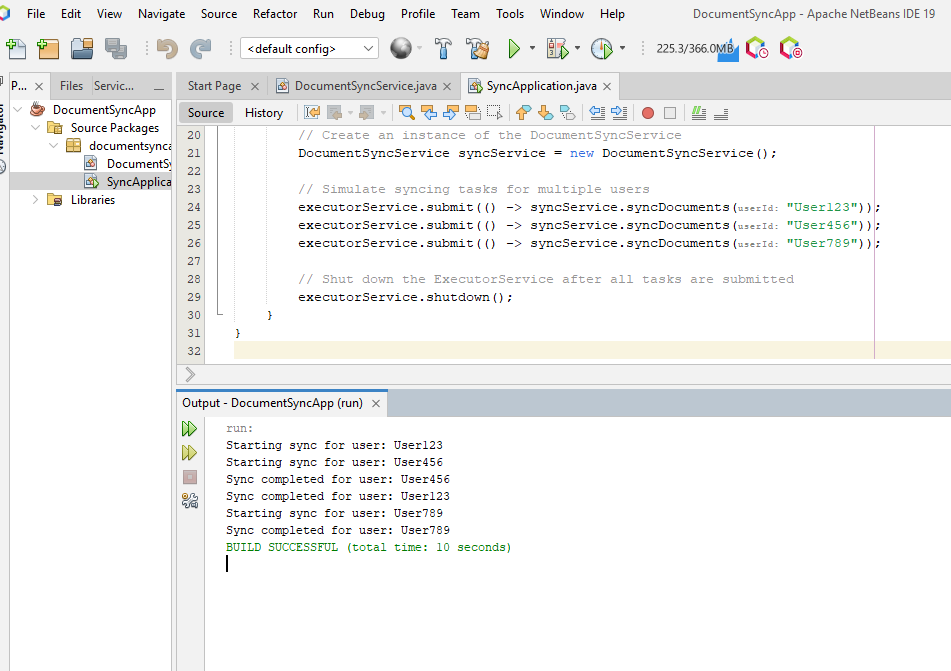 File Edit View Navigate Source Refactor Run Debug Profile Team Tools Window Help DocumentSyncApp - Apache NetBeans IDE 19
<default config> 225.3/366.0MB
P... Files Servic... Start Page DocumentSyncService.java SyncApplication.java
Navigator
DocumentSyncApp
Source Packages
documentsynca
DocumentSy
SyncApplica
Libraries
Source History
20 // Create an instance of the DocumentSyncService
21 DocumentSyncService syncService = new DocumentSyncService();
22
23 // Simulate syncing tasks for multiple users
24 executorService.submit(() -> syncService.syncDocuments(userId: "User123"));
25 executorService.submit(() -> syncService.syncDocuments(userId: "User456"));
26 executorService.submit(() -> syncService.syncDocuments(userId: "User789"));
27
28 // Shut down the ExecutorService after all tasks are submitted
29 executorService.shutdown();
30 }
31 }
32
Output - DocumentSyncApp (run)
run:
Starting sync for user: User123
Starting sync for user: User456
Sync completed for user: User456
Sync completed for user: User123
Starting sync for user: User789
Sync completed for user: User789
BUILD SUCCESSFUL (total time: 10 seconds)